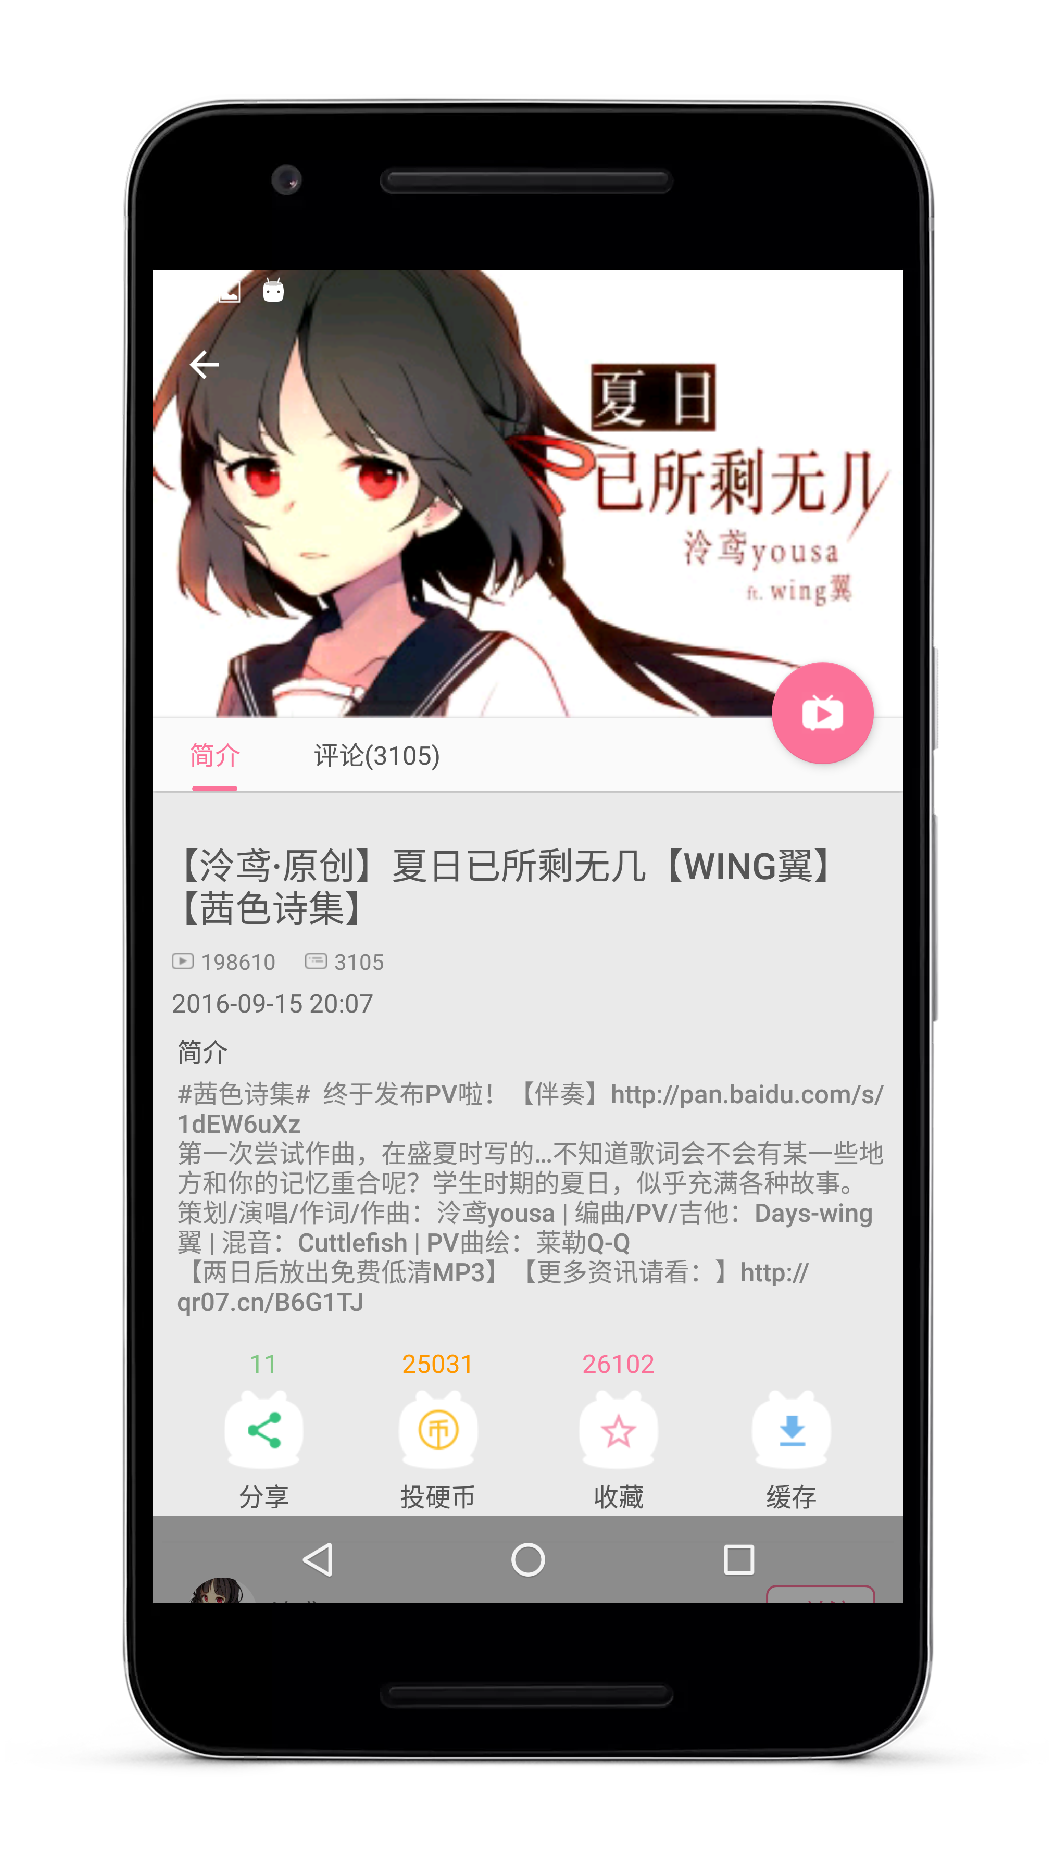 夏日
已所剩无几
泠鸢yousa
ft. wing翼
简介
评论(3105)
【泠鸢·原创】夏日已所剩无几【WING翼】
【茜色诗集】
198610
3105
2016-09-15 20:07
简介
#茜色诗集# 终于发布PV啦！【伴奏】http://pan.baidu.com/s/
1dEW6uXz
第一次尝试作曲，在盛夏时写的...不知道歌词会不会有某一些地
方和你的记忆重合呢？学生时期的夏日，似乎充满各种故事。
策划/演唱/作词/作曲：泠鸢yousa | 编曲/PV/吉他：Days-wing
翼 | 混音：Cuttlefish | PV曲绘：莱勒Q-Q
【两日后放出免费低清MP3】【更多资讯请看：】http://
qr07.cn/B6G1TJ
11
25031
26102
币
分享
投硬币
收藏
缓存